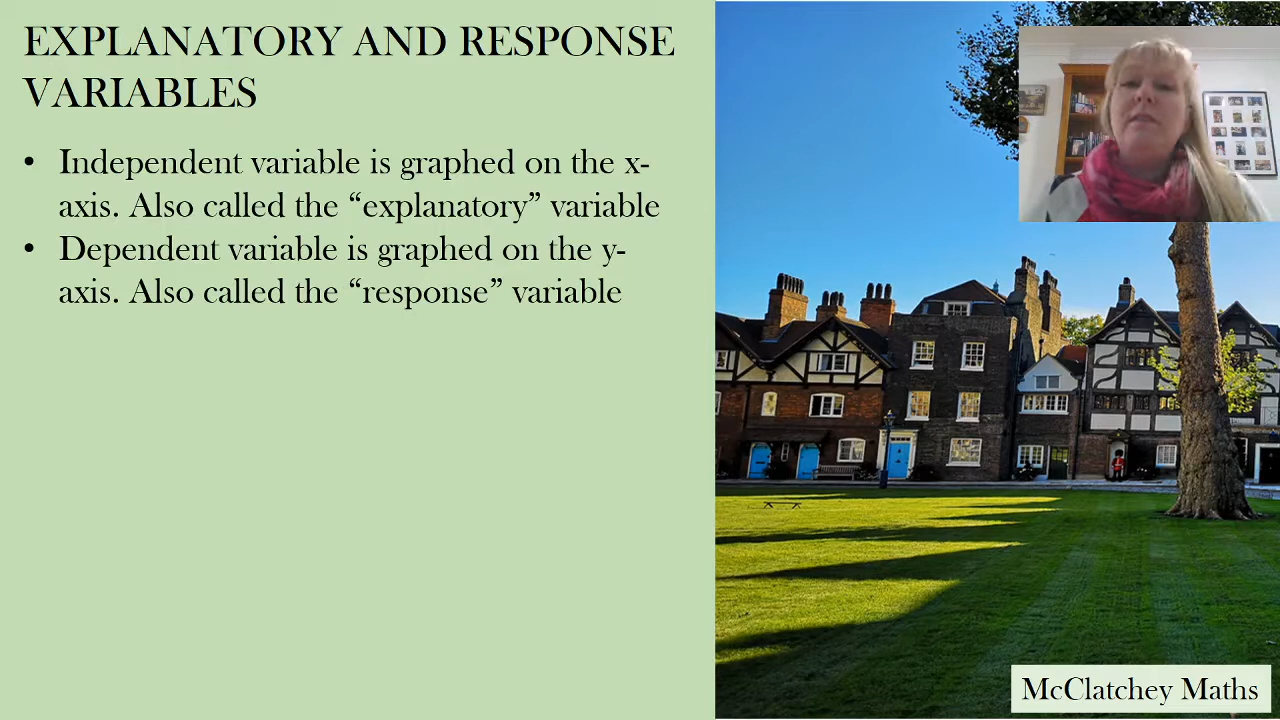 EXPLANATORY AND RESPONSE
VARIABLES
• Independent variable is graphed on the x-
axis. Also called the “explanatory” variable
• Dependent variable is graphed on the y-
axis. Also called the “response” variable
McClatchey Maths